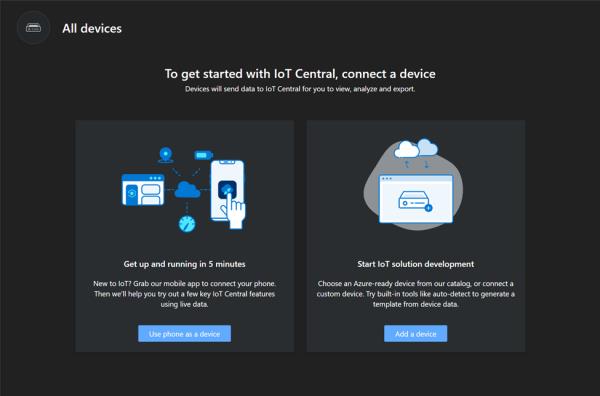 All devices
To get started with IoT Central, connect a device
Devices will send data to IoT Central for you to view, analyze and export.
Get up and running in 5 minutes
New to IoT? Grab our mobile app to connect your phone.
Then we'll help you try out a few key IoT Central features
using live data.
Use phone as a device
Start IoT solution development
Choose an Azure-ready device from our catalog, or connect a
custom device. Try built-in tools like auto-detect to generate a
template from device data.
Add a device